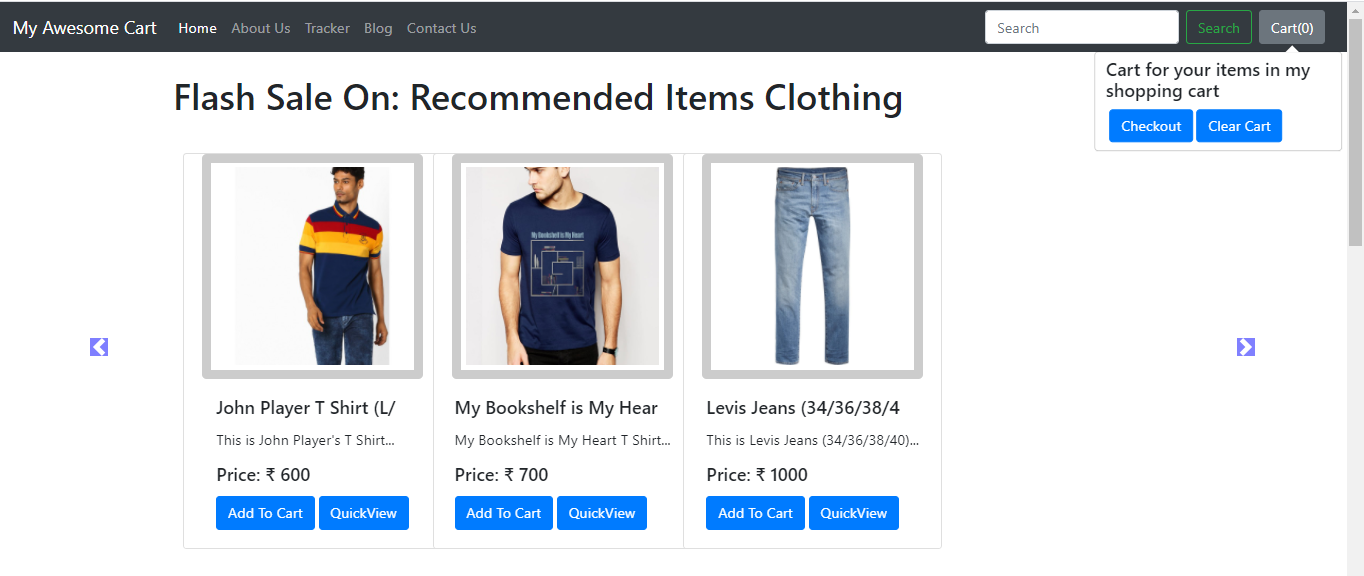 My Awesome Cart Home About Us Tracker Blog Contact Us Search Search Cart(0)
Cart for your items in my
shopping cart
Checkout Clear Cart
Flash Sale On: Recommended Items Clothing
My Bookshelf is My Heart
John Player T Shirt (L/ My Bookshelf is My Hear Levis Jeans (34/36/38/4
This is John Player's T Shirt... My Bookshelf is My Heart T Shirt... This is Levis Jeans (34/36/38/40)...
Price: ₹ 600 Price: ₹ 700 Price: ₹ 1000
Add To Cart QuickView Add To Cart QuickView Add To Cart QuickView